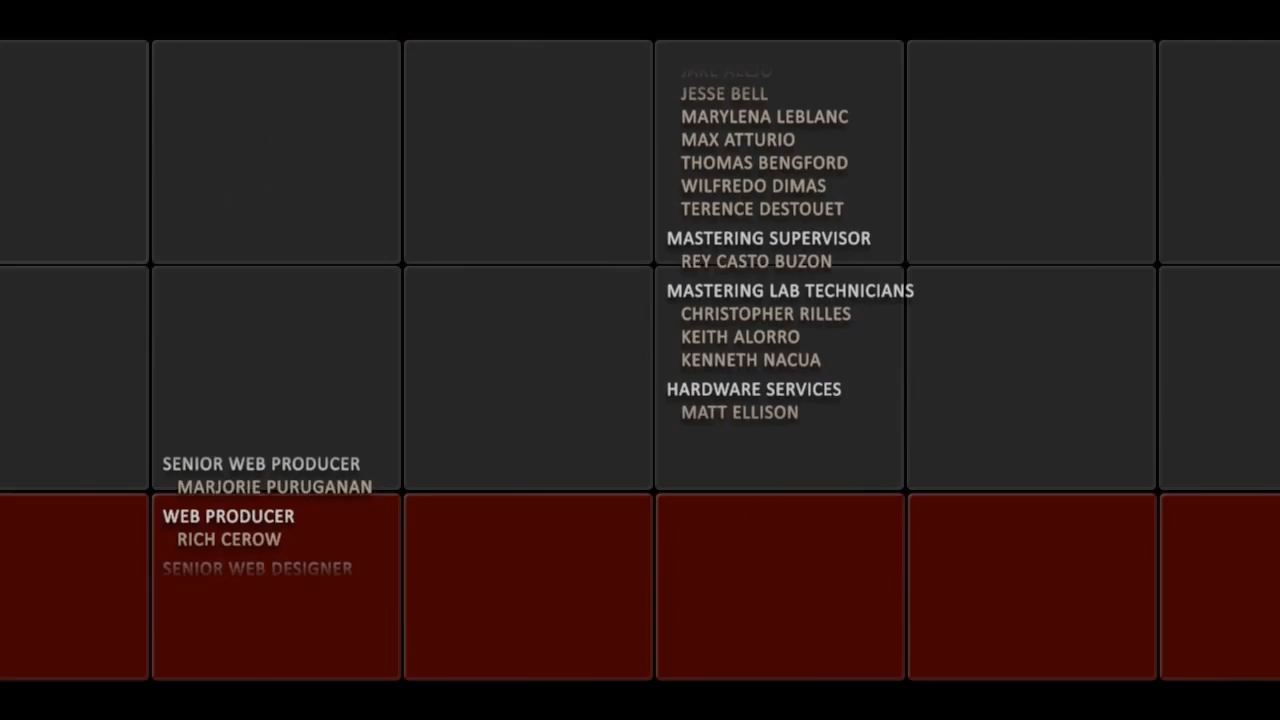 JESSE BELL
MARYLENA LEBLANC
MAX ATTURIO
THOMAS BENGFORD
WILFREDO DIMAS
TERENCE DESTOUET
MASTERING SUPERVISOR
REY CASTO BUZON
MASTERING LAB TECHNICIANS
CHRISTOPHER RILLES
KEITH ALORRO
KENNETH NACUA
HARDWARE SERVICES
MATT ELLISON
SENIOR WEB PRODUCER
MARJORIE PURUGANAN
WEB PRODUCER
RICH CEROW
SENIOR WEB DESIGNER